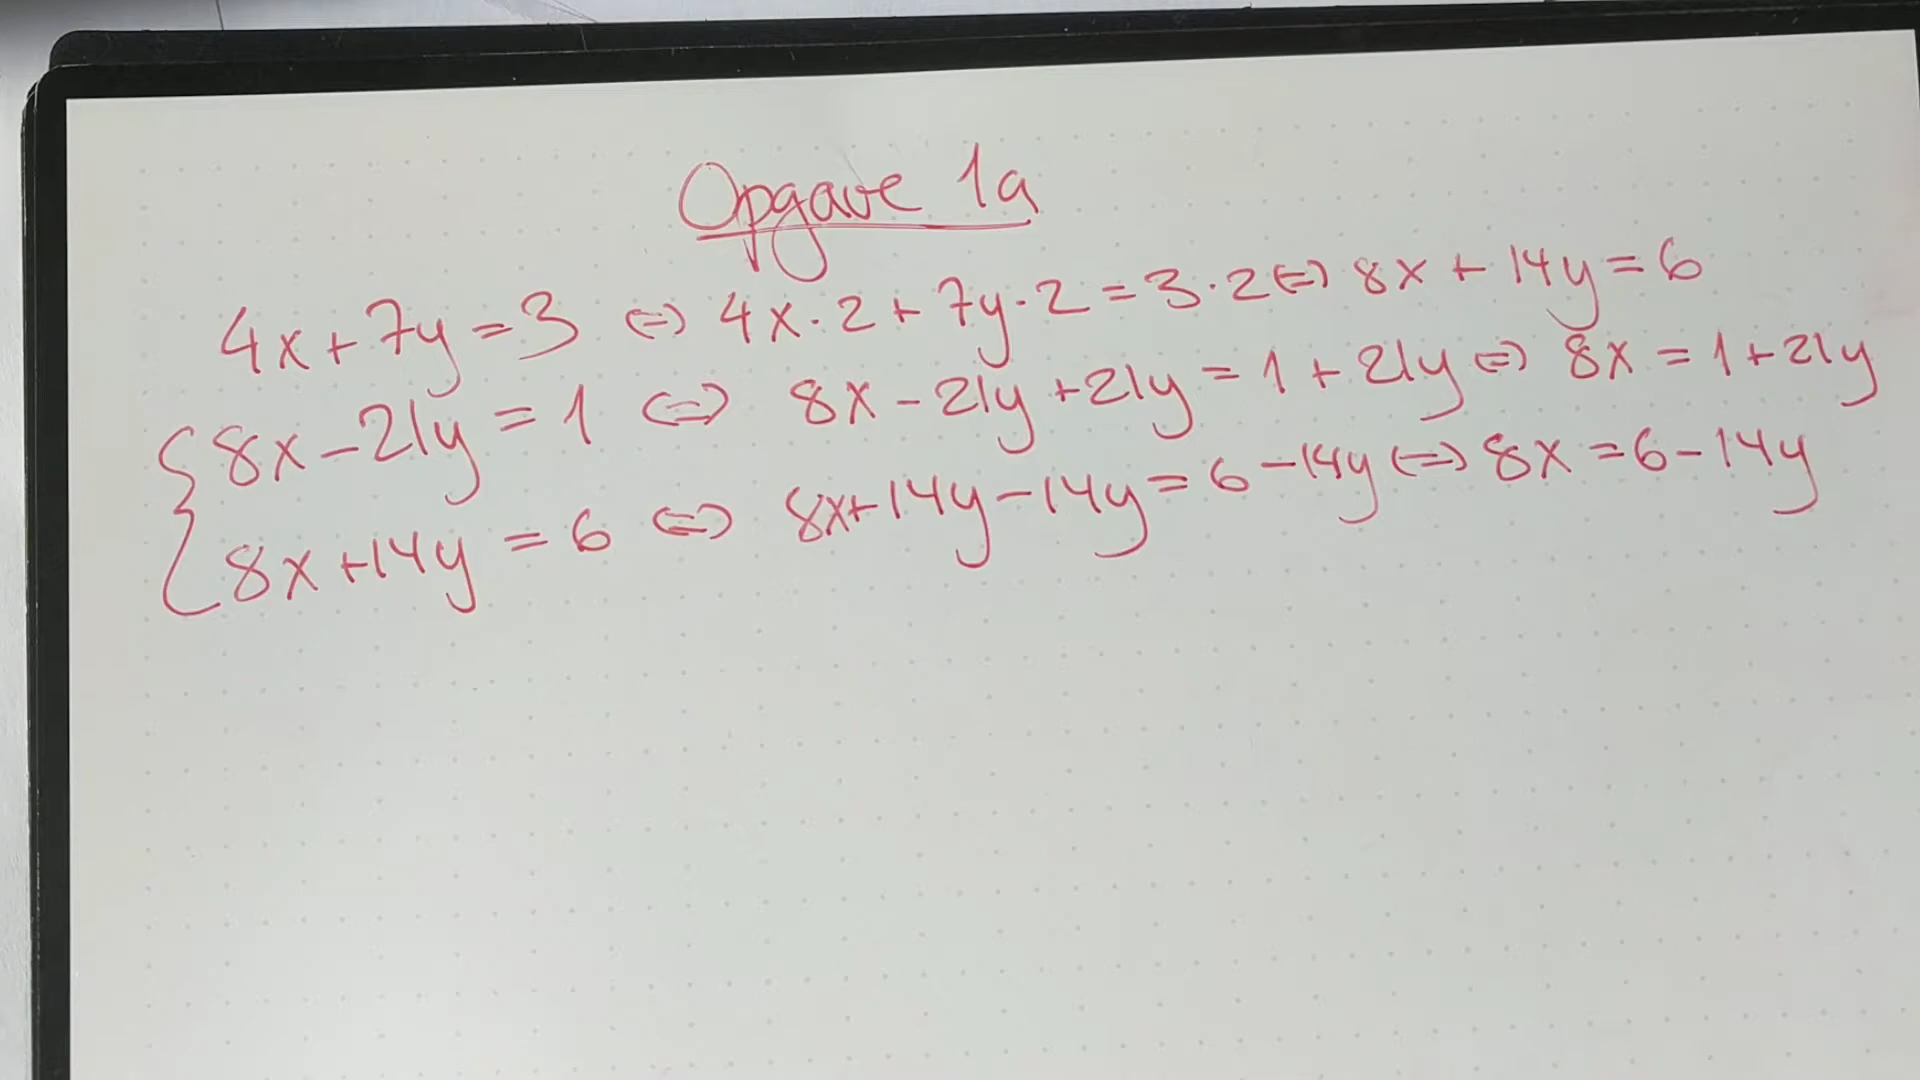 Opgave 1a
4x+7y=3 ⇔ 4x·2+7y·2=3·2⇔ 8x+14y=6
8x-21y=1 ⇔ 8x-21y+21y=1+21y⇔ 8x=1+21y
8x+14y=6 ⇔ 8x+14y-14y=6-14y⇔ 8x=6-14y